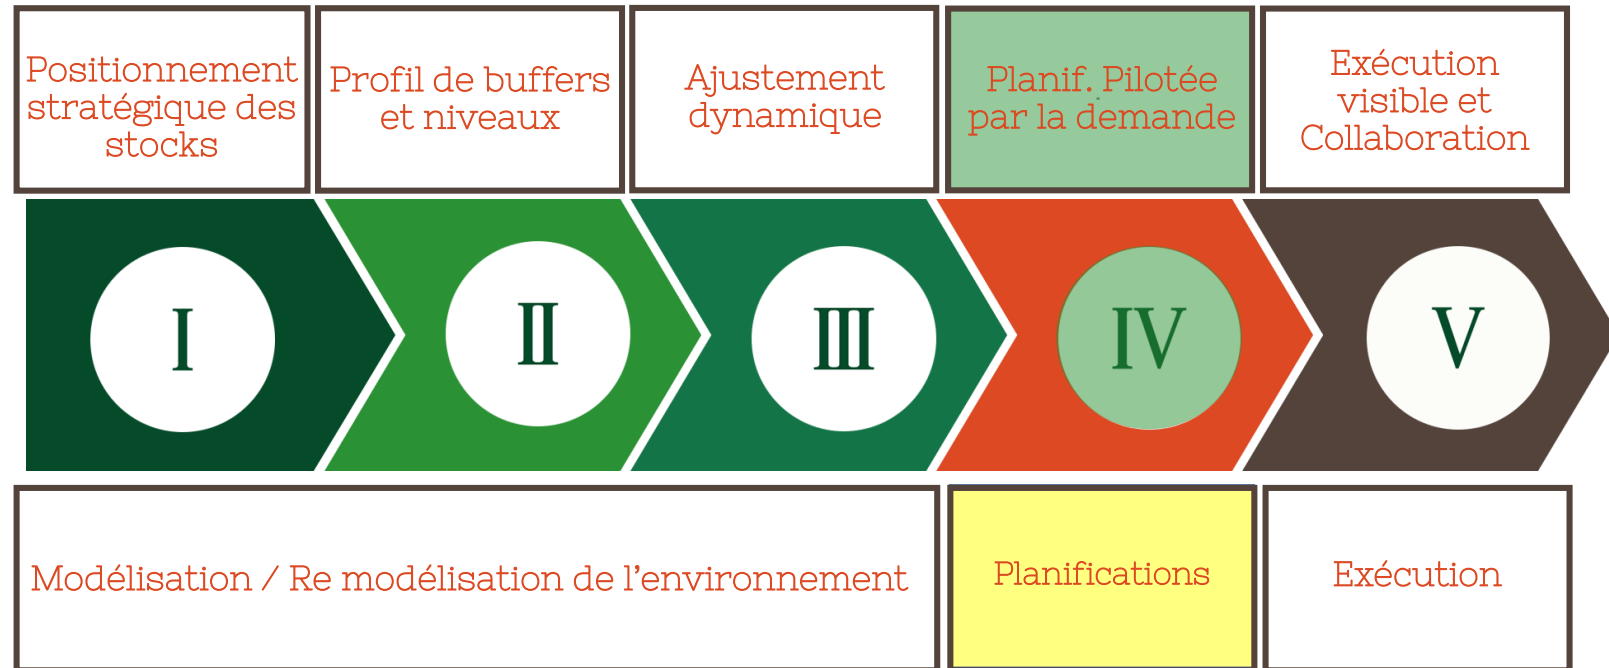 Positionnement
stratégique des
stocks
Profil de buffers
et niveaux
Ajustement
dynamique
Planif. Pilotée
par la demande
Exécution
visible et
Collaboration
I
II
III
IV
V
Modélisation / Re modélisation de l'environnement
Planifications
Exécution